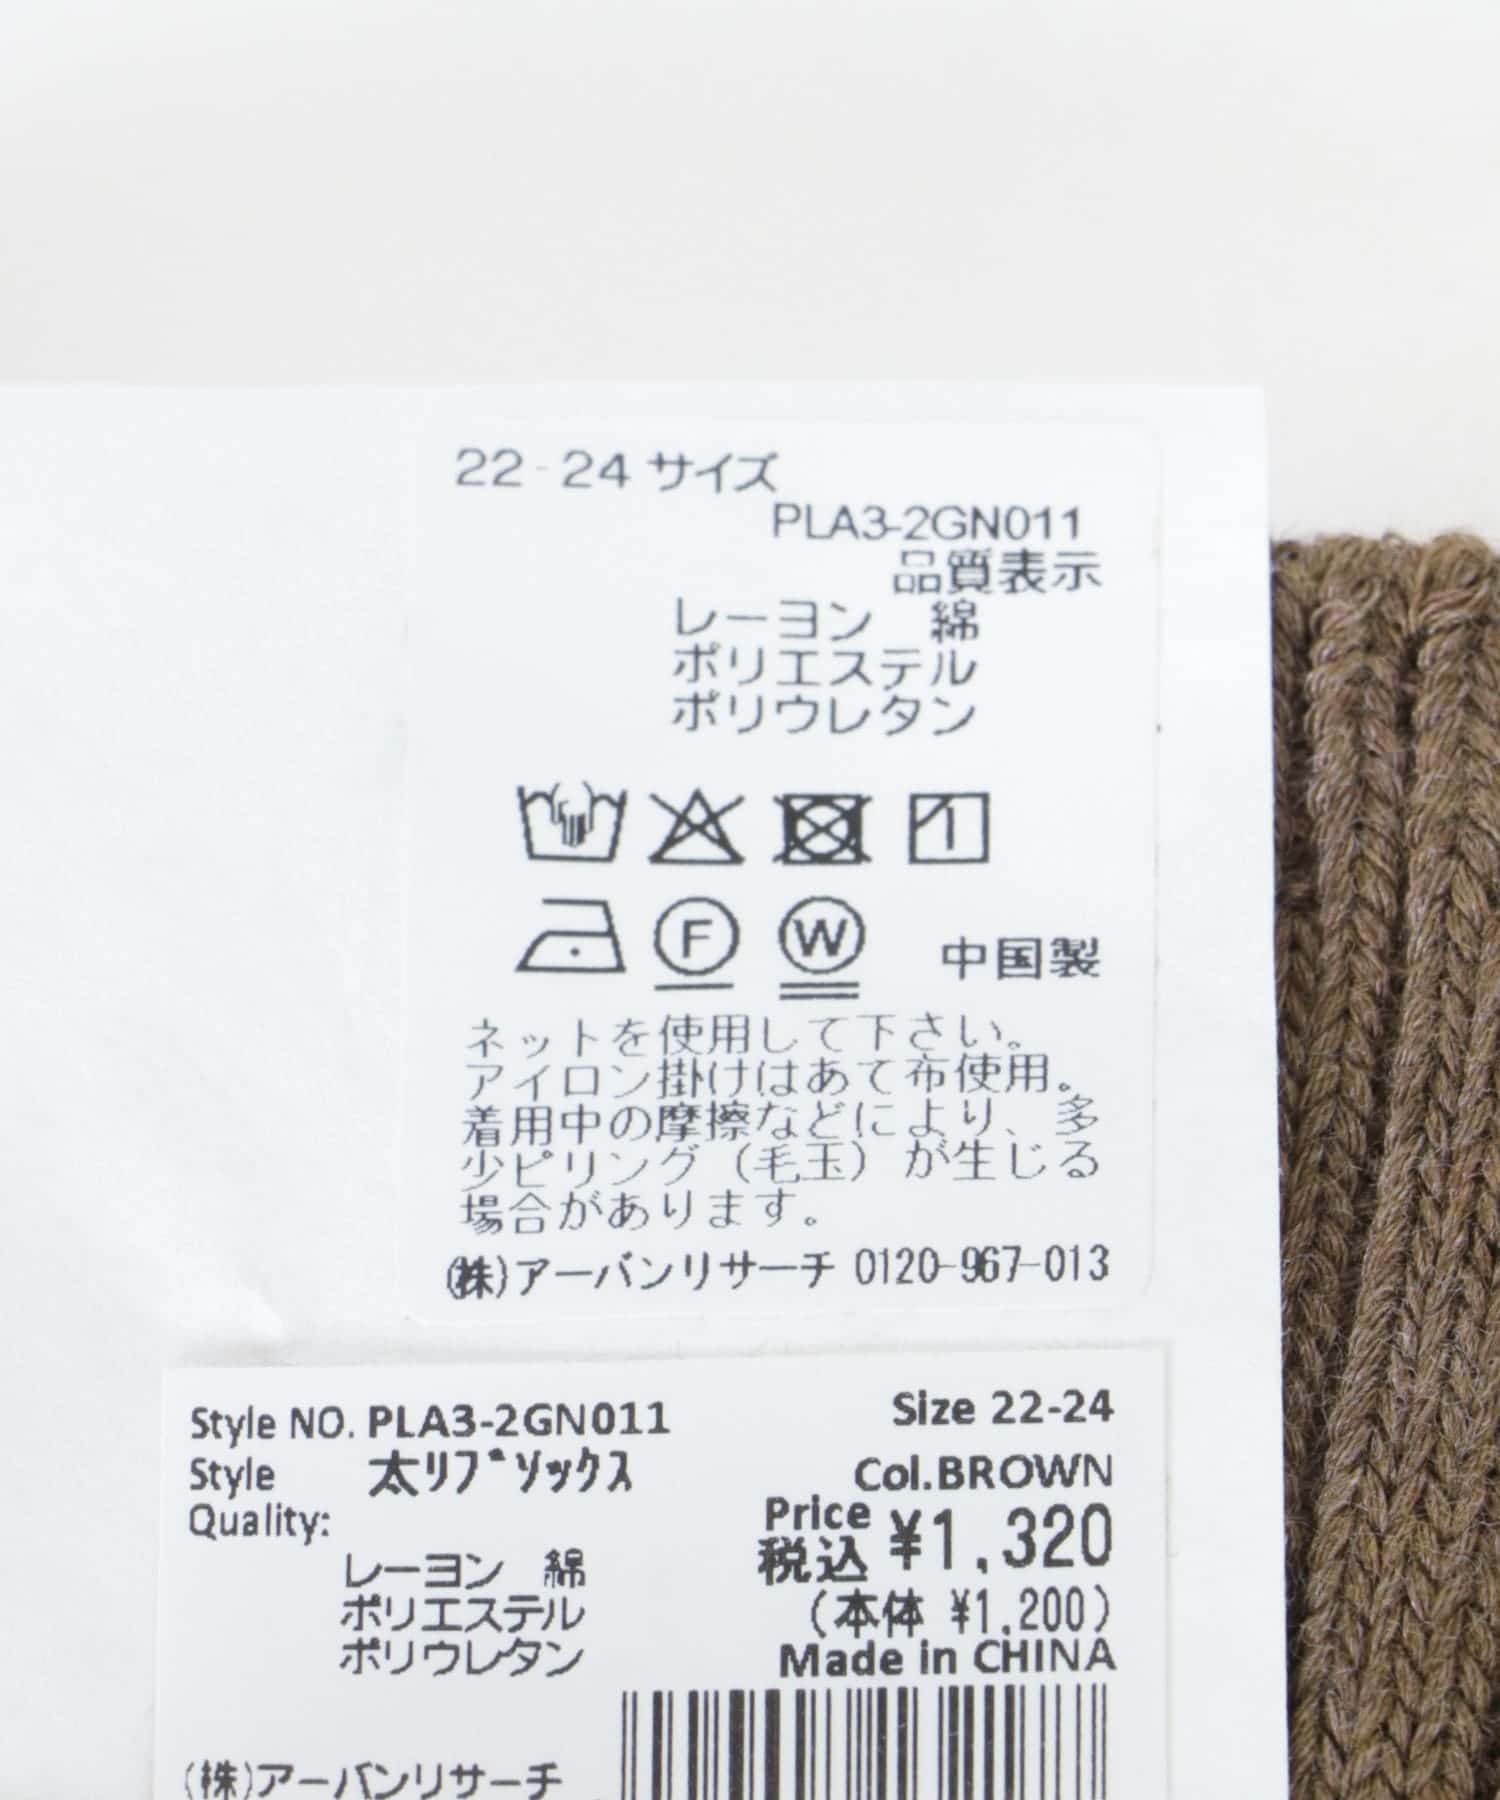 22-24 サイズ
PLA3-2GN011
品質表示
レーヨン 綿
ポリエステル
ポリウレタン
F W 中国製
ネットを使用して下さい。
アイロン掛けはあて布使用。
着用中の摩擦などにより、多
少ピリング（毛玉）が生じる
場合があります。
(株)アーバンリサーチ 0120-967-013
Style NO. PLA3-2GN011 Size 22-24
Style 太リブソックス Col.BROWN
Quality: Price
税込 ¥1,320
レーヨン 綿
ポリエステル (本体 ¥1,200)
ポリウレタン Made in CHINA
(株)アーバンリサーチ